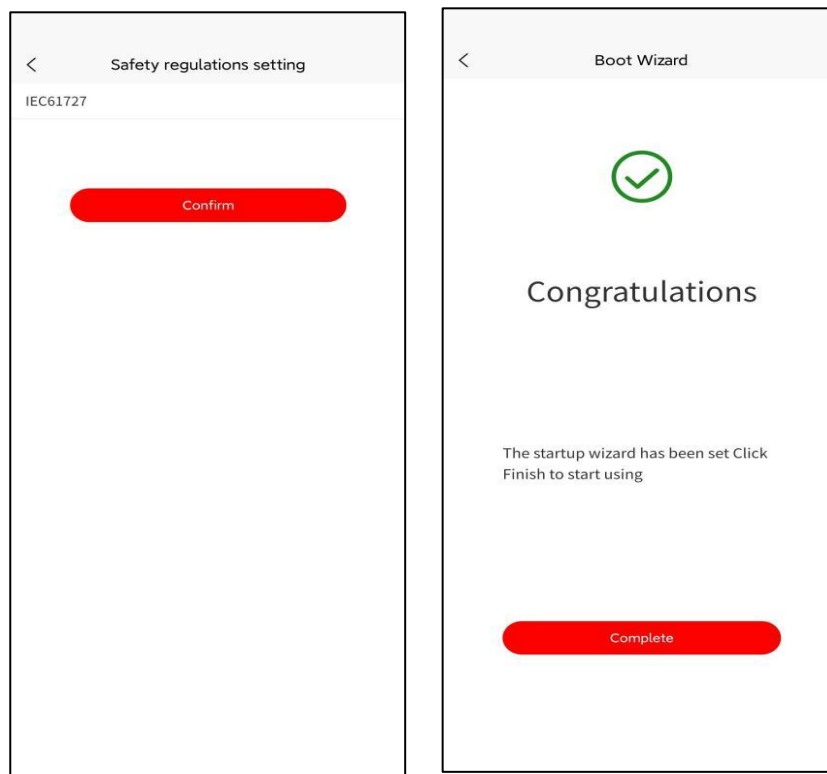 Safety regulations setting
IEC61727
Confirm
Boot Wizard
Congratulations
The startup wizard has been set Click
Finish to start using
Complete